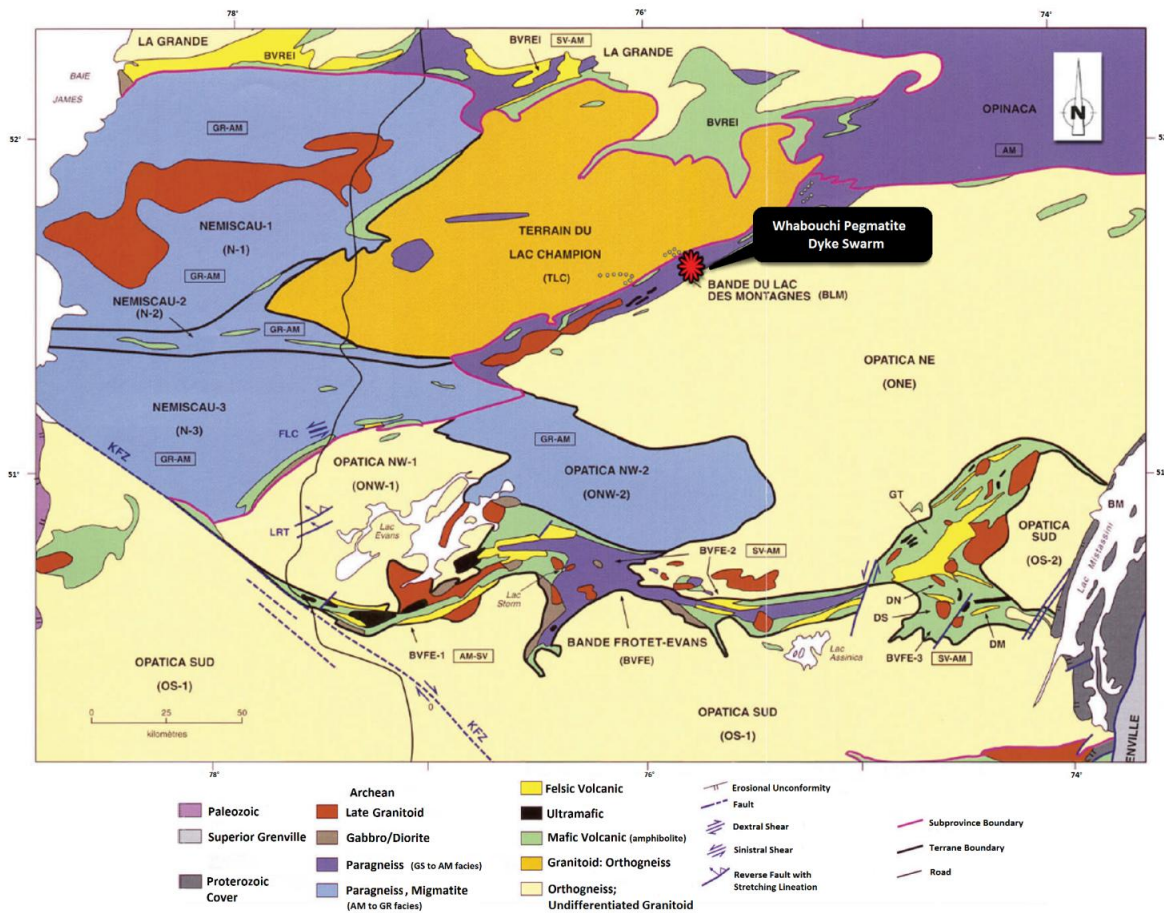 78°
76°
74°
LA GRANDE
BVREI
SV-AM
LA GRANDE
BVREI
BAIE
JAMES
OPINACA
N
52°
GR-AM
BVREI
AM
NEMISCAU-1
(N-1)
TERRAIN DU
LAC CHAMPION
(TLC)
Whabouchi Pegmatite
Dyke Swarm
GR-AM
BANDE DU LAC
DES MONTAGNES (BLM)
NEMISCAU-2
(N-2)
GR-AM
OPATICA NE
(ONE)
NEMISCAU-3
(N-3)
FLC
KFZ
GR-AM
GR-AM
51°
51°
OPATICA NW-1
(ONW-1)
OPATICA NW-2
(ONW-2)
GT
BM
LRT
Lac
Evans
OPATICA
SUD
(OS-2)
Lac Mistassini
BVFE-2
SV-AM
Lac
Storm
DN
DS
BANDE FROTET-EVANS
(BVFE)
DM
BVFE-1
AM-SV
Lac
Assinica
BVFE-3
SV-AM
OPATICA SUD
(OS-1)
KFZ
OPATICA SUD
(OS-1)
0 25 50
kilomètres
ENVILLE
78°
76°
74°
Paleozoic
Superior Grenville
Proterozoic
Cover
Archean
Late Granitoid
Gabbro/Diorite
Paragneiss (GS to AM facies)
Paragneiss, Migmatite
(AM to GR facies)
Felsic Volcanic
Ultramafic
Mafic Volcanic (amphibolite)
Granitoid: Orthogneiss
Orthogneiss;
Undifferentiated Granitoid
Erosional Unconformity
Fault
Dextral Shear
Sinistral Shear
Reverse Fault with
Stretching Lineation
Subprovince Boundary
Terrane Boundary
Road